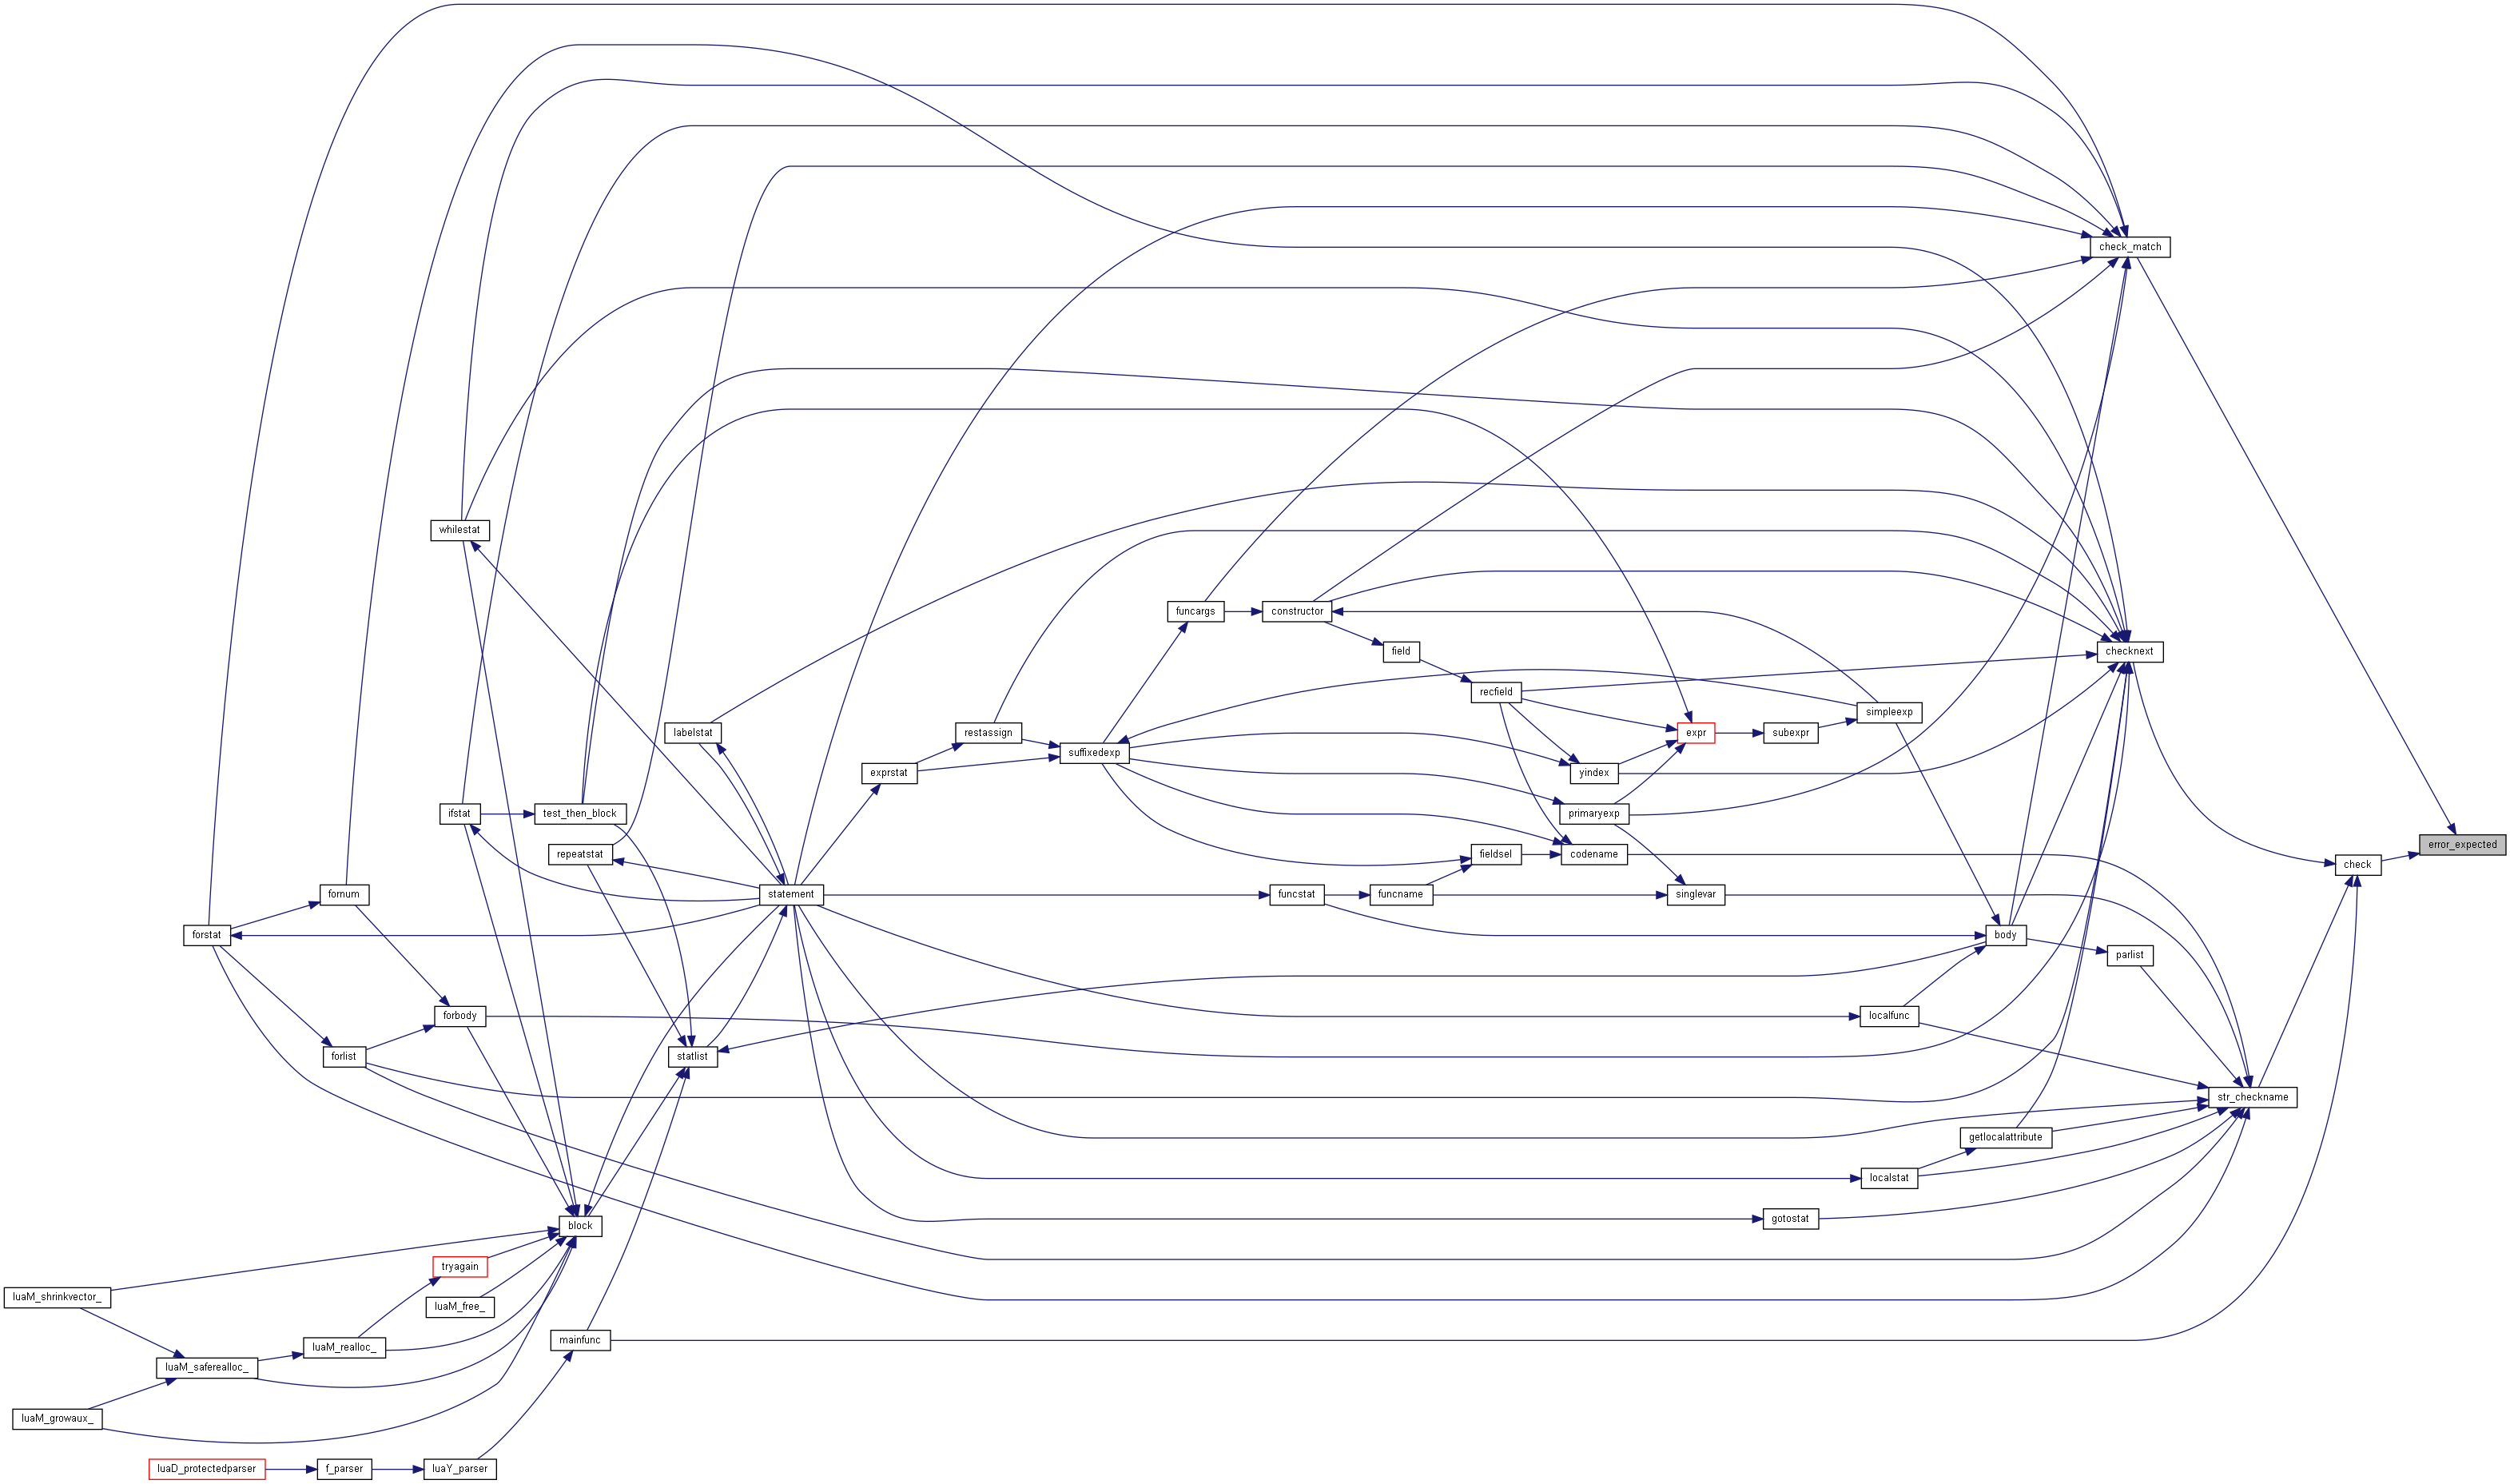 check_match
whilestat
funcargs
constructor
field
checknext
recfield
simpleexp
labelstat
restassign
expr
subexpr
suffixedexp
exprstat
yindex
ifstat
test_then_block
primaryexp
error_expected
repeatstat
fieldsel
codename
check
fornum
statement
funcstat
funcname
singlevar
forstat
body
parlist
forbody
localfunc
forlist
statlist
str_checkname
getlocalattribute
localstat
block
gotostat
tryagain
luaM_shrinkvector_
luaM_free_
mainfunc
luaM_realloc_
luaM_saferealloc_
luaM_growaux_
luaD_protectedparser
f_parser
luaY_parser